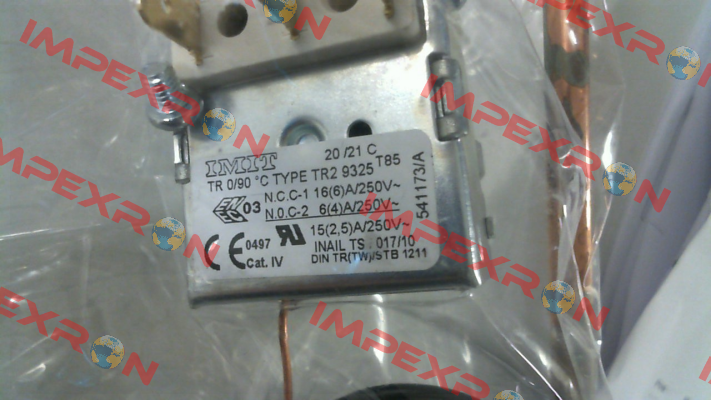 IMPEXRON
IMIT
20/21 C
TR 0/90 °C TYPE TR2 9325 T85
ENEC 03
N.C.C-1 16(6)A/250V~
N.O.C-2 6(4)A/250V~
15(2,5)A/250V~
CE 0497
Cat. IV
INAIL TS 017/10
DIN TR(TW)/STB 1211
541173/A
IMPEXRON
IMPEXRON
IMPEXRON
IMPEXRON
IMPEXRON